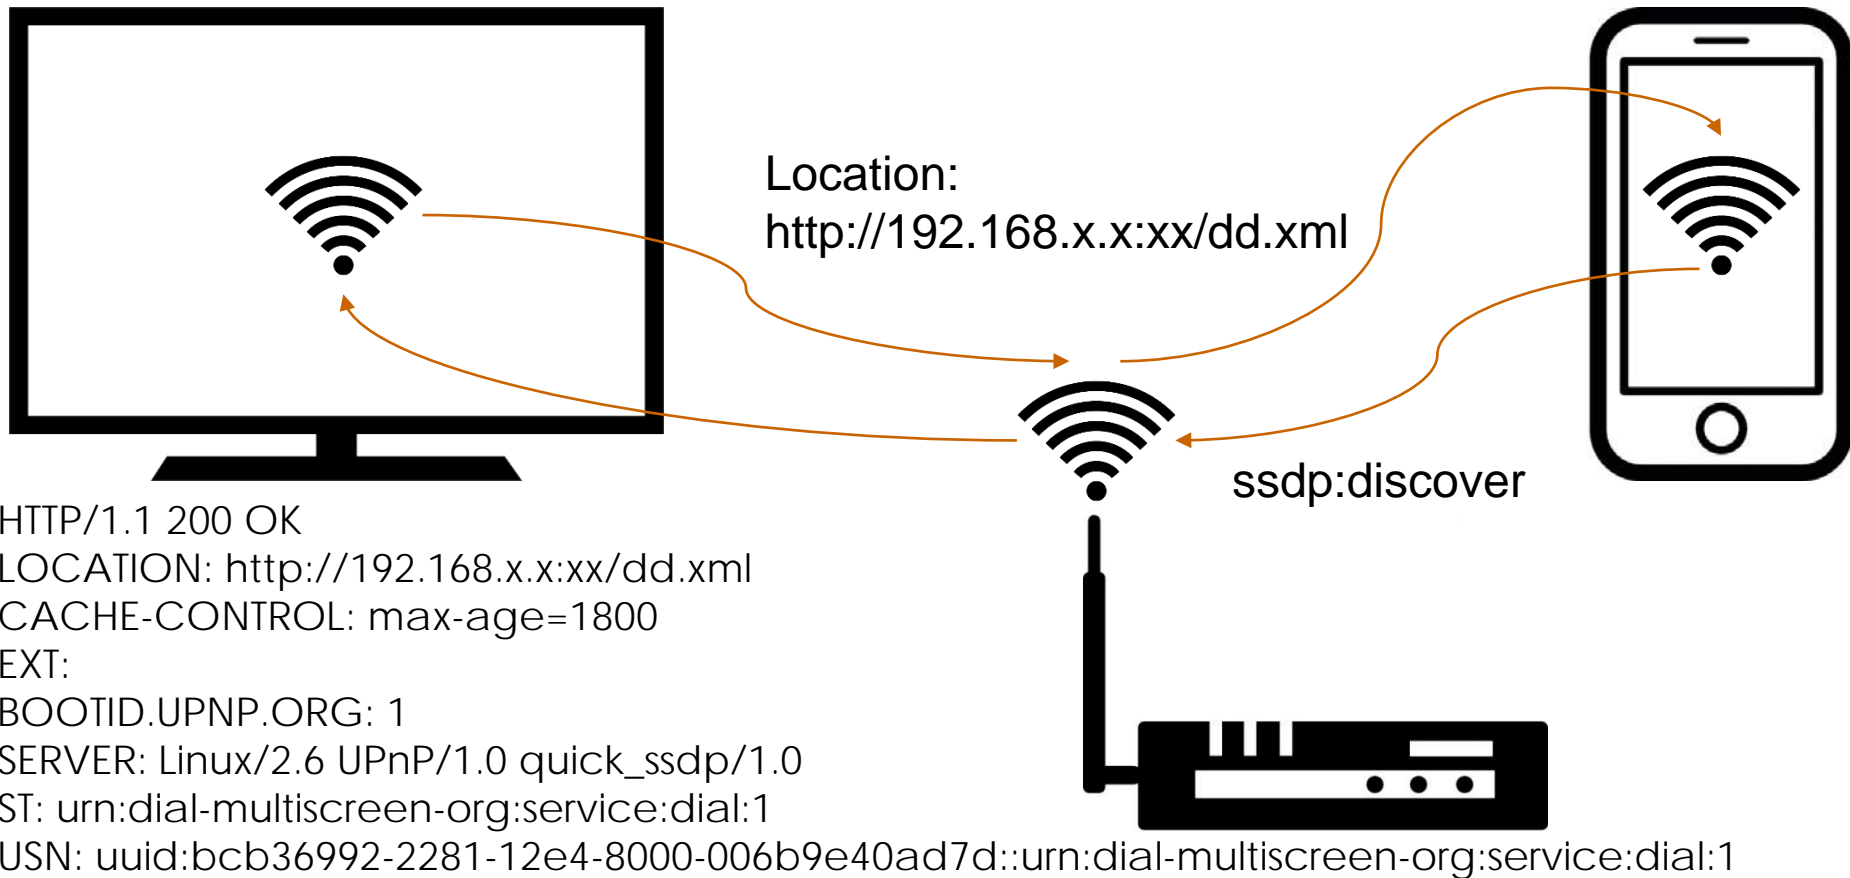 Location:
http://192.168.x.x:xx/dd.xml
ssdp:discover
HTTP/1.1 200 OK
LOCATION: http://192.168.x.x:xx/dd.xml
CACHE-CONTROL: max-age=1800
EXT:
BOOTID.UPNP.ORG: 1
SERVER: Linux/2.6 UPnP/1.0 quick_ssdp/1.0
ST: urn:dial-multiscreen-org:service:dial:1
USN: uuid:bcb36992-2281-12e4-8000-006b9e40ad7d::urn:dial-multiscreen-org:service:dial:1